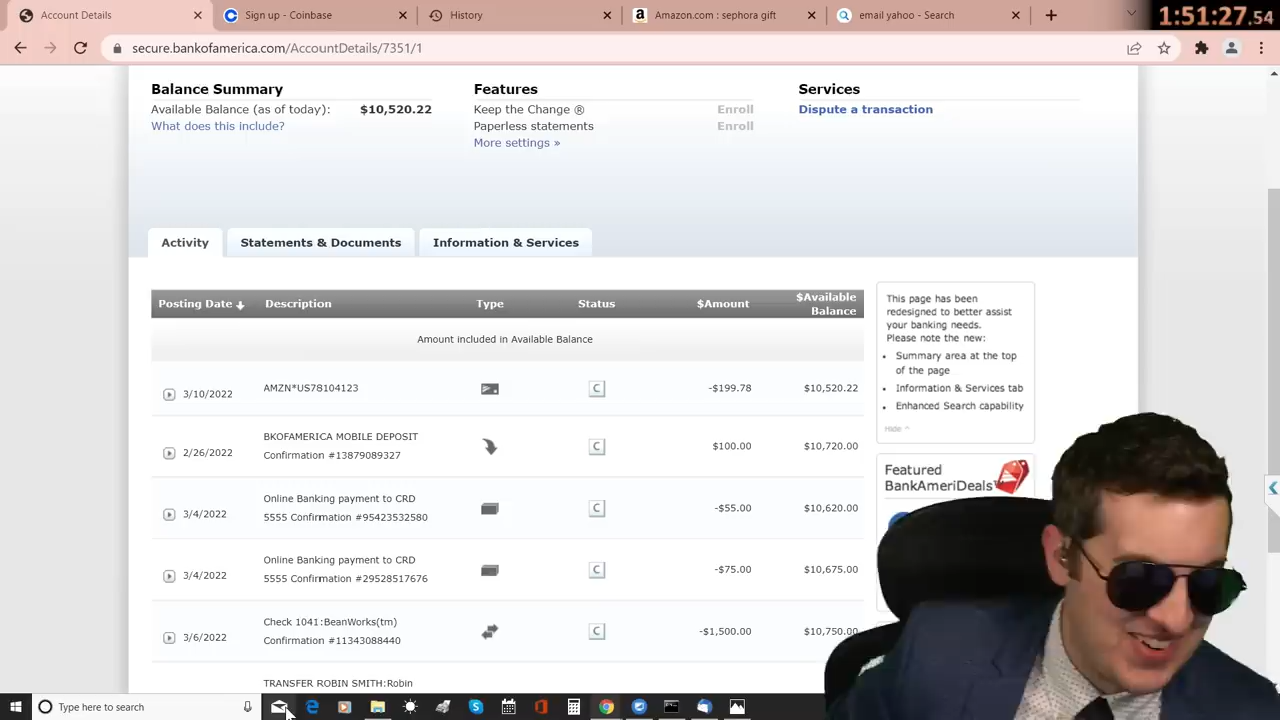 Account Details
Sign up - Coinbase
History
Amazon.com : sephora gift
email yahoo - Search
1:51:27.54
secure.bankofamerica.com/AccountDetails/7351/1
Balance Summary
Available Balance (as of today): $10,520.22
What does this include?
Features
Keep the Change ® Enroll
Paperless statements Enroll
More settings »
Services
Dispute a transaction
Activity
Statements & Documents
Information & Services
Posting Date Description Type Status $Amount $Available Balance
Amount included in Available Balance
3/10/2022 AMZN*US78104123 C -$199.78 $10,520.22
2/26/2022 BKOFAMERICA MOBILE DEPOSIT C $100.00 $10,720.00
Confirmation #13879089327
3/4/2022 Online Banking payment to CRD C -$55.00 $10,620.00
5555 Confirmation #95423532580
3/4/2022 Online Banking payment to CRD C -$75.00 $10,675.00
5555 Confirmation #29528517676
3/6/2022 Check 1041:BeanWorks(tm) C -$1,500.00 $10,750.00
Confirmation #11343088440
TRANSFER ROBIN SMITH:Robin
This page has been
redesigned to better assist
your banking needs.
Please note the new:
• Summary area at the top
of the page
• Information & Services tab
• Enhanced Search capability
Hide ^
Featured
BankAmeriDeals
Type here to search